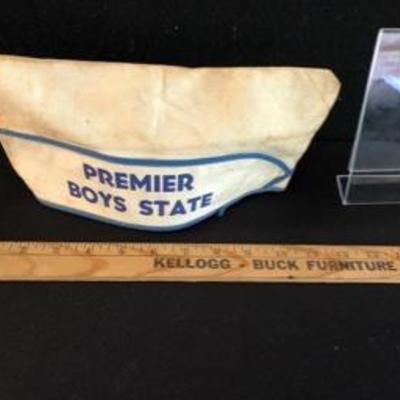 PREMIER
BOYS STATE
KELLOGG - BUCK FURNITURE